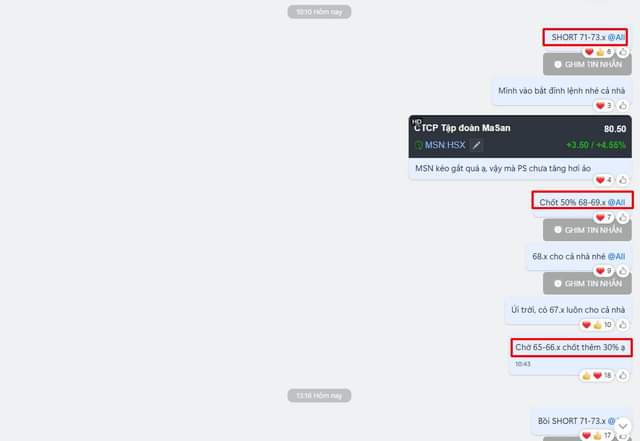 10:10 Hôm nay
SHORT 71-73.x @All
6
GHIM TIN NHẮN
Mình vào bắt đỉnh lệnh nhé cả nhà
3
HD
CTCP Tập đoàn MaSan 80.50
MSN:HSX +3.50 / +4.55%
MSN kéo gắt quá ạ, vậy mà PS chưa tăng hơi ảo
4
Chốt 50% 68-69.x @All
7
GHIM TIN NHẮN
68.x cho cả nhà nhé @All
9
GHIM TIN NHẮN
Úi trời, có 67.x luôn cho cả nhà
10
Chờ 65-66.x chốt thêm 30% ạ
10:43
18
13:16 Hôm nay
Bồi SHORT 71-73.x @
17